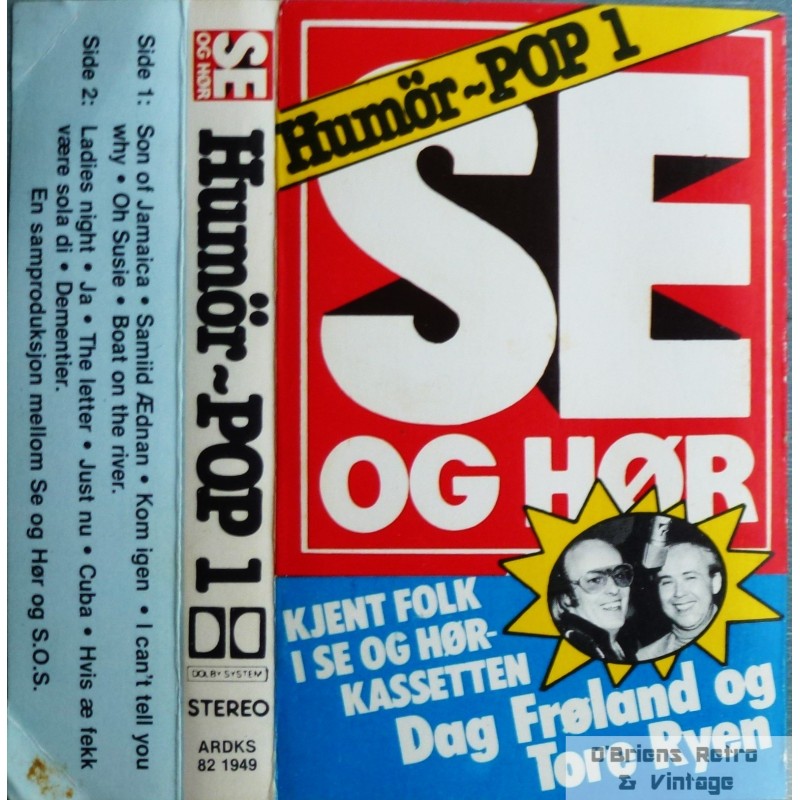 Side 1: Son of Jamaica • Samiid Ædnan • Kom igen • I can't tell you
why • Oh Susie • Boat on the river.
Side 2: Ladies night • Ja • The letter • Just nu • Cuba • Hvis æ fekk
være sola di • Dementier.
En samproduksjon mellom Se og Hør og S.O.S.
SE
OG HØR
Humör~POP 1
DOLBY SYSTEM
STEREO
ARDKS
82 1949
Humör~POP 1
SE
OG HØR
KJENT FOLK
I SE OG HØR-
KASSETTEN
Dag Frøland og
Tore Ryen
O'Briens Retro
& Vintage